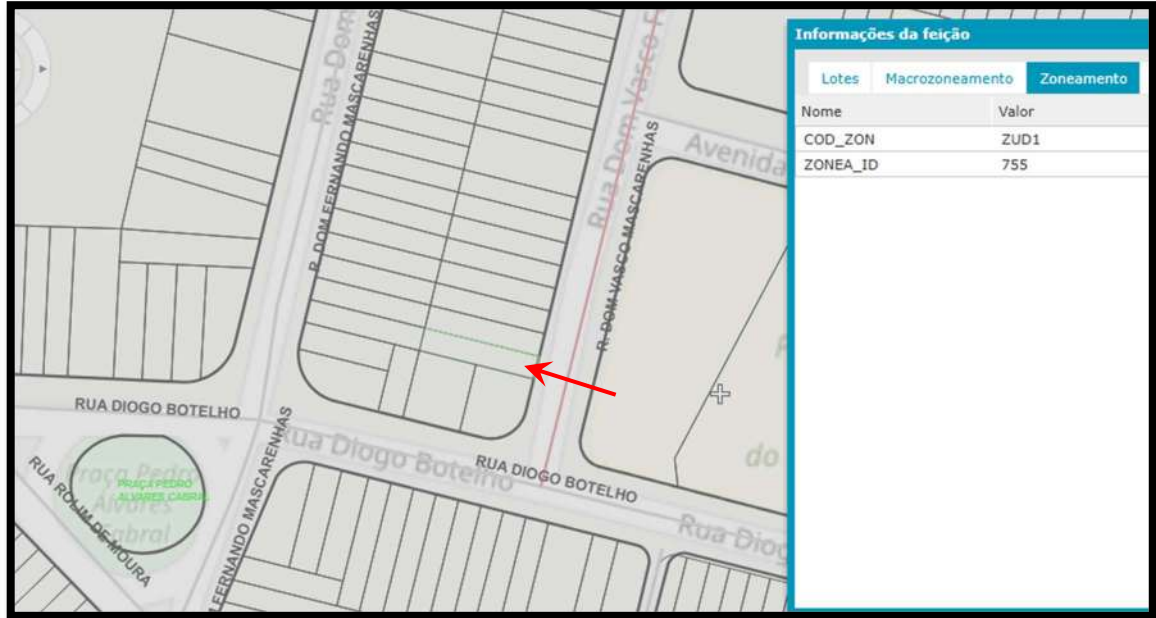 Informações da feição
Lotes Macrozoneamento Zoneamento
Nome Valor
COD_ZON ZUD1
ZONEA_ID 755
Rua Dom
R. DOM FERNANDO MASCARENHAS
Rua Dom Vasco
R. DOM VASCO MASCARENHAS
Avenida
RUA DIOGO BOTELHO
Rua Diogo Botelho
RUA DIOGO BOTELHO
Rua Diog
do
Praça Pedro
Álvares
Cabral
PRAÇA PEDRO
ALVARES CABRAL
RUA ROLIM DE MOURA
FERNANDO MASCARENHAS